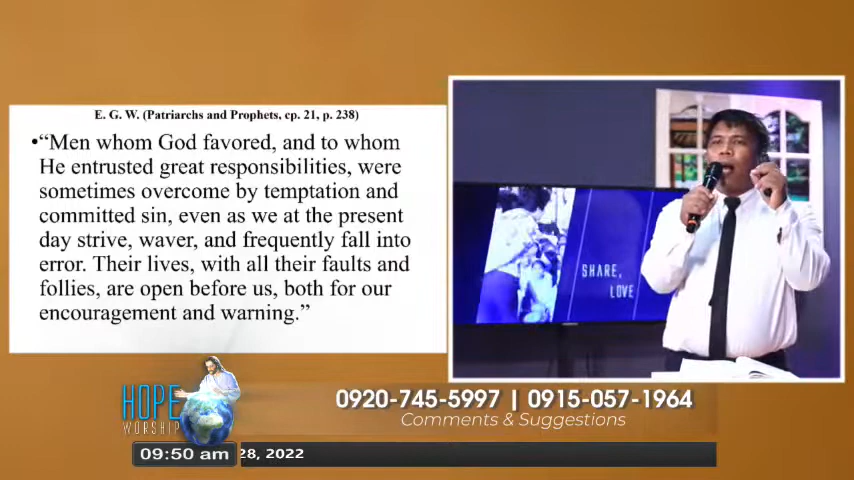 E. G. W. (Patriarchs and Prophets, cp. 21, p. 238)
•“Men whom God favored, and to whom
He entrusted great responsibilities, were
sometimes overcome by temptation and
committed sin, even as we at the present
day strive, waver, and frequently fall into
error. Their lives, with all their faults and
follies, are open before us, both for our
encouragement and warning.”
SHARE,
LOVE
HOPE
WORSHIP
0920-745-5997 | 0915-057-1964
Comments & Suggestions
09:50 am 28, 2022